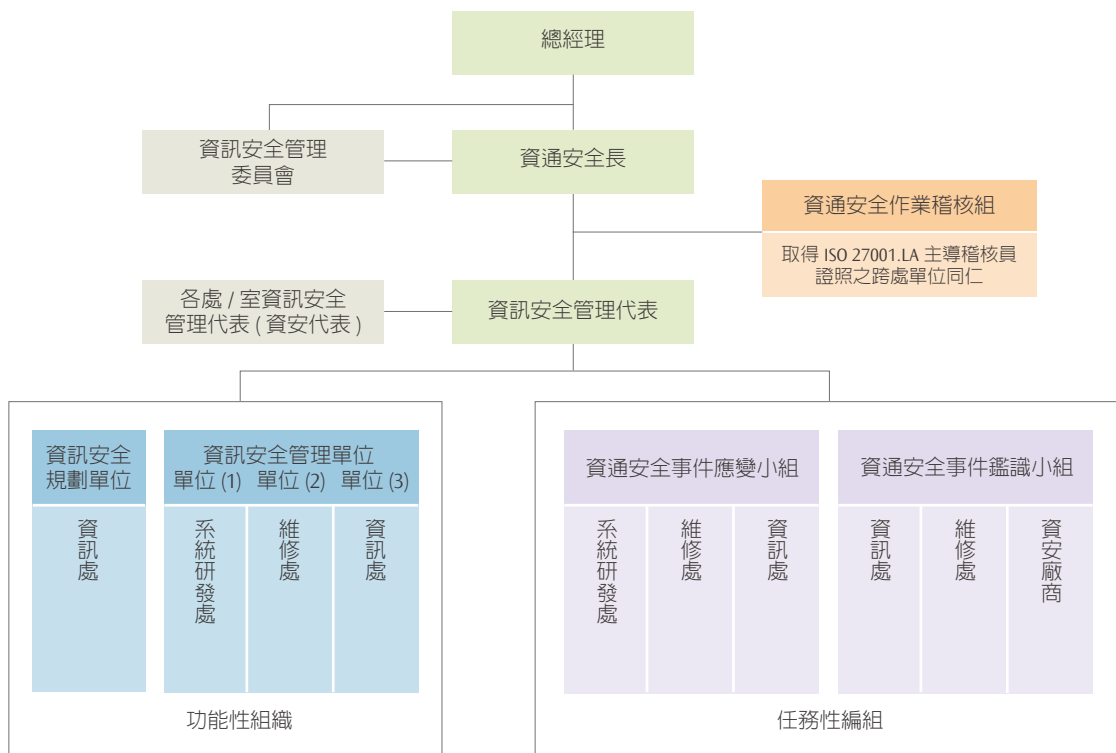 總經理
資訊安全管理
委員會
資通安全長
資通安全作業稽核組
取得 ISO 27001.LA 主導稽核員
證照之跨處單位同仁
各處 / 室資訊安全
管理代表 ( 資安代表 )
資訊安全管理代表
資訊安全
規劃單位
資訊處
資訊安全管理單位
單位 (1) 單位 (2) 單位 (3)
系統研發處
維修處
資訊處
功能性組織
資通安全事件應變小組
系統研發處
維修處
資訊處
資通安全事件鑑識小組
資訊處
維修處
資安廠商
任務性編組